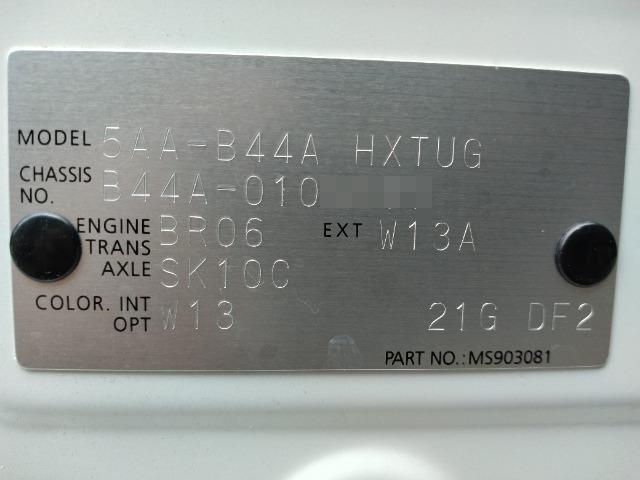 MODEL 5AA-B44A HXTUG
CHASSIS NO. B44A-010
ENGINE BR06 EXT W13A
TRANS AXLE SK10C
COLOR. INT W13
OPT 21G DF2
PART NO.: MS903081